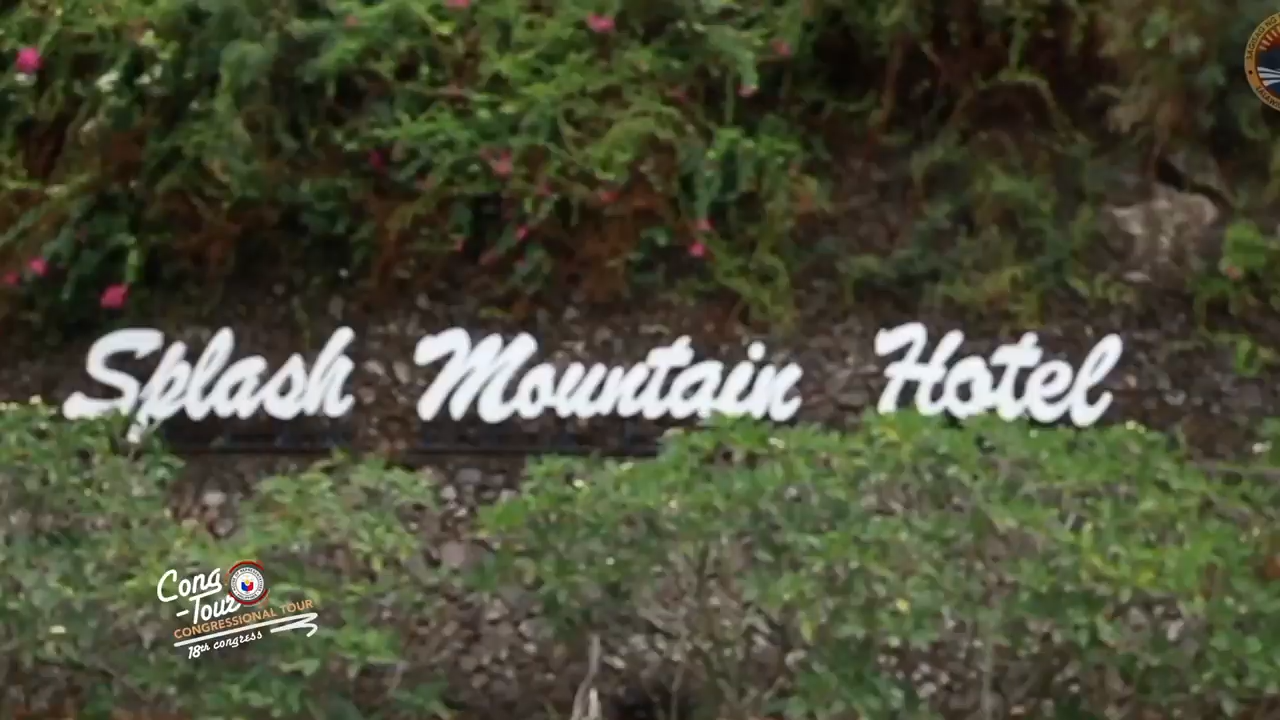 Splash Mountain Hotel
Cong
-Tour
CONGRESSIONAL TOUR
18th congress